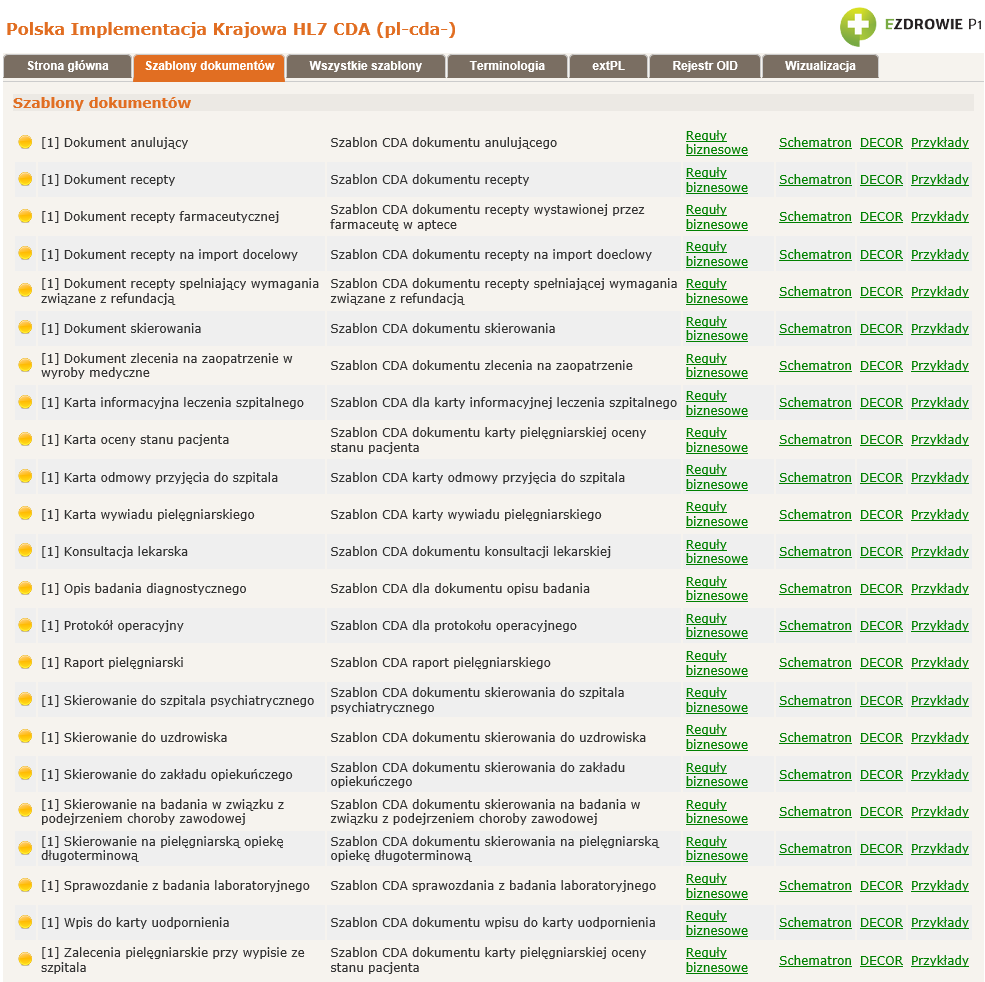 Polska Implementacja Krajowa HL7 CDA (pl-cda-)
EZDROWIE P1
Strona główna Szablony dokumentów Wszystkie szablony Terminologia extPL Rejestr OID Wizualizacja
Szablony dokumentów
[1] Dokument anulujący Szablon CDA dokumentu anulującego Reguły biznesowe Schematron DECOR Przykłady
[1] Dokument recepty Szablon CDA dokumentu recepty Reguły biznesowe Schematron DECOR Przykłady
[1] Dokument recepty farmaceutycznej Szablon CDA dokumentu recepty wystawionej przez farmaceutę w aptece Reguły biznesowe Schematron DECOR Przykłady
[1] Dokument recepty na import docelowy Szablon CDA dokumentu recepty na import doeclowy Reguły biznesowe Schematron DECOR Przykłady
[1] Dokument recepty spelniający wymagania związane z refundacją Szablon CDA dokumentu recepty spełniającej wymagania związane z refundacją Reguły biznesowe Schematron DECOR Przykłady
[1] Dokument skierowania Szablon CDA dokumentu skierowania Reguły biznesowe Schematron DECOR Przykłady
[1] Dokument zlecenia na zaopatrzenie w wyroby medyczne Szablon CDA dokumentu zlecenia na zaopatrzenie Reguły biznesowe Schematron DECOR Przykłady
[1] Karta informacyjna leczenia szpitalnego Szablon CDA dla karty informacyjnej leczenia szpitalnego Reguły biznesowe Schematron DECOR Przykłady
[1] Karta oceny stanu pacjenta Szablon CDA dokumentu karty pielęgniarskiej oceny stanu pacjenta Reguły biznesowe Schematron DECOR Przykłady
[1] Karta odmowy przyjęcia do szpitala Szablon CDA karty odmowy przyjęcia do szpitala Reguły biznesowe Schematron DECOR Przykłady
[1] Karta wywiadu pielęgniarskiego Szablon CDA karty wywiadu pielęgniarskiego Reguły biznesowe Schematron DECOR Przykłady
[1] Konsultacja lekarska Szablon CDA dokumentu konsultacji lekarskiej Reguły biznesowe Schematron DECOR Przykłady
[1] Opis badania diagnostycznego Szablon CDA dla dokumentu opisu badania Reguły biznesowe Schematron DECOR Przykłady
[1] Protokół operacyjny Szablon CDA dla protokołu operacyjnego Reguły biznesowe Schematron DECOR Przykłady
[1] Raport pielęgniarski Szablon CDA raport pielęgniarskiego Reguły biznesowe Schematron DECOR Przykłady
[1] Skierowanie do szpitala psychiatrycznego Szablon CDA dokumentu skierowania do szpitala psychiatrycznego Reguły biznesowe Schematron DECOR Przykłady
[1] Skierowanie do uzdrowiska Szablon CDA dokumentu skierowania do uzdrowiska Reguły biznesowe Schematron DECOR Przykłady
[1] Skierowanie do zakładu opiekuńczego Szablon CDA dokumentu skierowania do zakładu opiekuńczego Reguły biznesowe Schematron DECOR Przykłady
[1] Skierowanie na badania w związku z podejrzeniem choroby zawodowej Szablon CDA dokumentu skierowania na badania w związku z podejrzeniem choroby zawodowej Reguły biznesowe Schematron DECOR Przykłady
[1] Skierowanie na pielęgniarską opiekę długoterminową Szablon CDA dokumentu skierowania na pielęgniarską opiekę długoterminową Reguły biznesowe Schematron DECOR Przykłady
[1] Sprawozdanie z badania laboratoryjnego Szablon CDA sprawozdania z badania laboratoryjnego Reguły biznesowe Schematron DECOR Przykłady
[1] Wpis do karty uodpornienia Szablon CDA dokumentu wpisu do karty uodpornienia Reguły biznesowe Schematron DECOR Przykłady
[1] Zalecenia pielęgniarskie przy wypisie ze szpitala Szablon CDA dokumentu karty pielęgniarskiej oceny stanu pacjenta Reguły biznesowe Schematron DECOR Przykłady